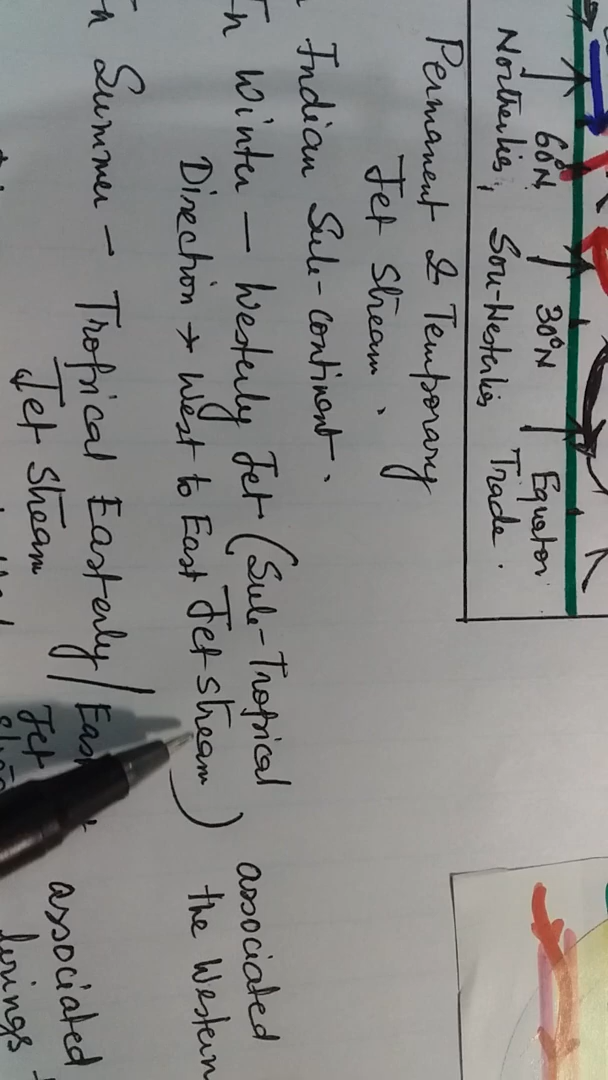 60°N 30°N Equator
Northerlies, Sou-Westerlies Trade.
Permanent & Temporary
Jet Stream.
Indian Sub-continent.
In Winter - Westerly Jet (Sub-Tropical associated
Direction → West to East Jet stream) the Western
In Summer - Tropical Easterly / East
Jet Stream Jet associated
brings